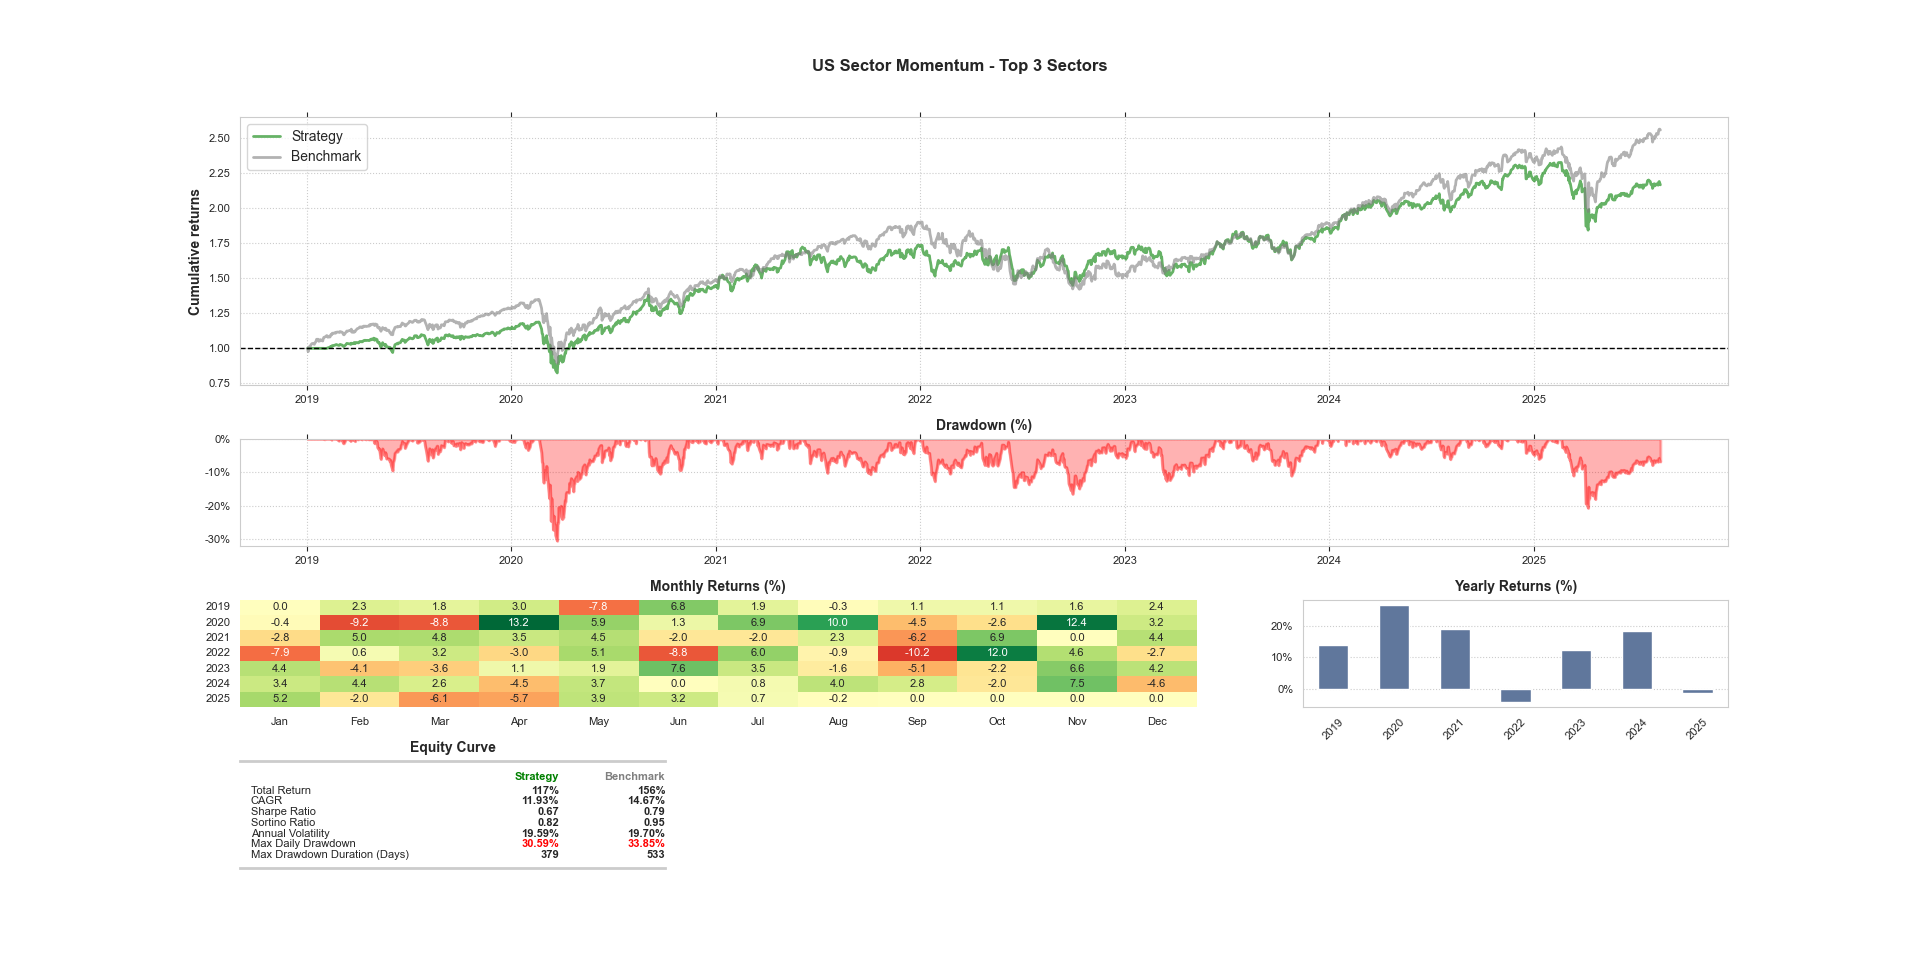 US Sector Momentum - Top 3 Sectors
Strategy
Benchmark
Cumulative returns
2.50
2.25
2.00
1.75
1.50
1.25
1.00
0.75
2019 2020 2021 2022 2023 2024 2025
Drawdown (%)
0%
-10%
-20%
-30%
2019 2020 2021 2022 2023 2024 2025
Monthly Returns (%)
2019 0.0 2.3 1.8 3.0 -7.8 6.8 1.9 -0.3 1.1 1.1 1.6 2.4
2020 -0.4 -9.2 -8.8 13.2 5.9 1.3 6.9 10.0 -4.5 -2.6 12.4 3.2
2021 -2.8 5.0 4.8 3.5 4.5 -2.0 -2.0 2.3 -6.2 6.9 0.0 4.4
2022 -7.9 0.6 3.2 -3.0 5.1 -8.8 6.0 -0.9 -10.2 12.0 4.6 -2.7
2023 4.4 -4.1 -3.6 1.1 1.9 7.6 3.5 -1.6 -5.1 -2.2 6.6 4.2
2024 3.4 4.4 2.6 -4.5 3.7 0.0 0.8 4.0 2.8 -2.0 7.5 -4.6
2025 5.2 -2.0 -6.1 -5.7 3.9 3.2 0.7 -0.2 0.0 0.0 0.0 0.0
Jan Feb Mar Apr May Jun Jul Aug Sep Oct Nov Dec
Yearly Returns (%)
20%
10%
0%
2019 2020 2021 2022 2023 2024 2025
Equity Curve
Strategy Benchmark
Total Return 117% 156%
CAGR 11.93% 14.67%
Sharpe Ratio 0.67 0.79
Sortino Ratio 0.82 0.95
Annual Volatility 19.59% 19.70%
Max Daily Drawdown 30.59% 33.85%
Max Drawdown Duration (Days) 379 533